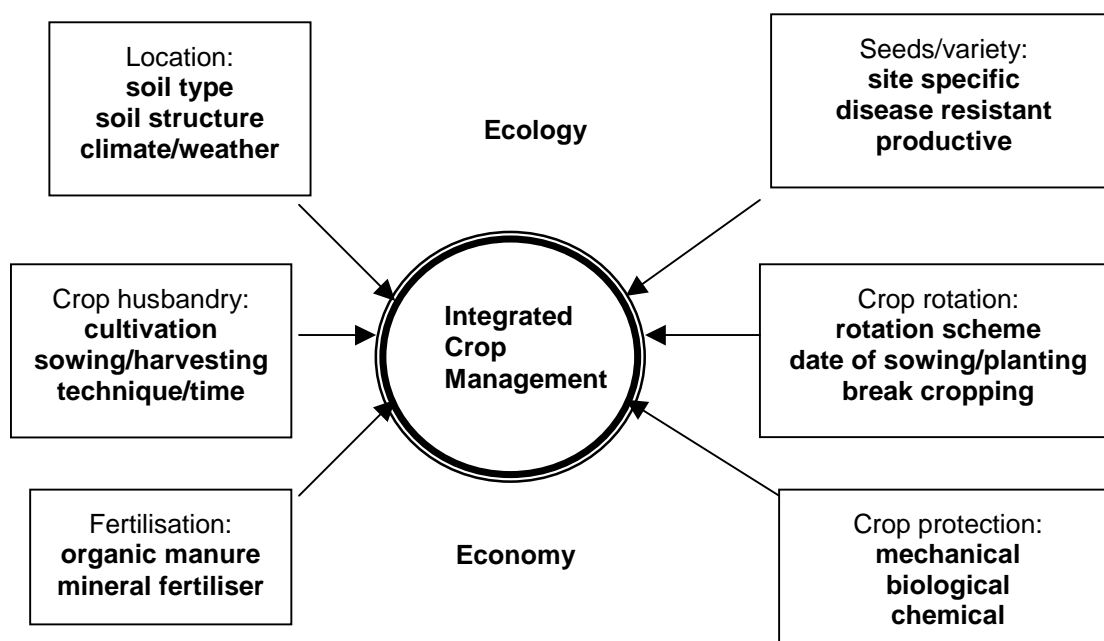 Location:
soil type
soil structure
climate/weather
Ecology
Seeds/variety:
site specific
disease resistant
productive
Crop husbandry:
cultivation
sowing/harvesting
technique/time
Integrated
Crop
Management
Crop rotation:
rotation scheme
date of sowing/planting
break cropping
Fertilisation:
organic manure
mineral fertiliser
Economy
Crop protection:
mechanical
biological
chemical